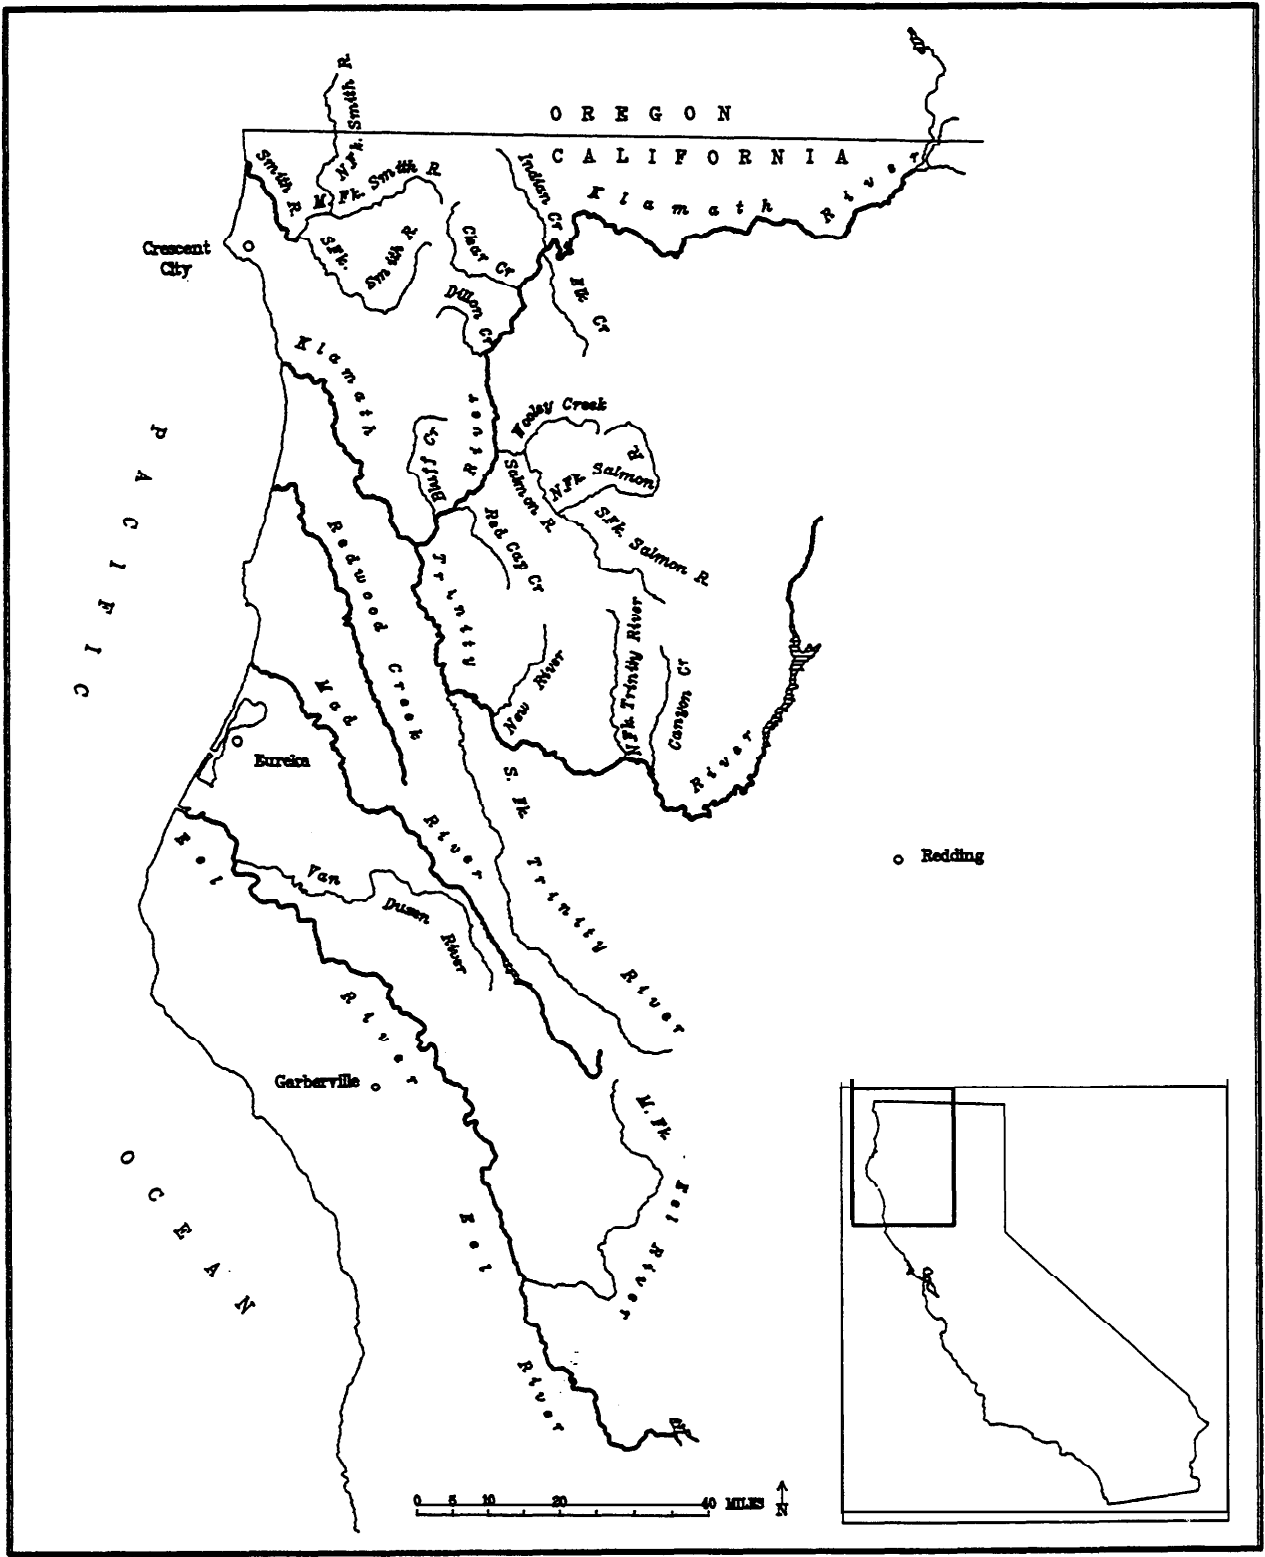 OREGON
CALIFORNIA
N.Fk. Smith R.
Smith R.
M. Fk. Smith R.
S.Fk. Smith R.
Indian Cr
Klamath River
Crescent
City
Clear Cr
Dillon Cr
Elk Cr
Klamath River
Wooley Creek
Bluff Cr
Salmon R.
N.Fk. Salmon R
S.Fk. Salmon R.
Red Cap Cr
PACIFIC
OCEAN
Redwood Creek
Trinity River
New River
N.Fk. Trinity River
Canyon Cr
Mad River
Eureka
S. Fk Trinity River
Redding
Eel River
Van Duzen River
Garberville
M. Fk Eel River
Eel River
0 5 10 20 40 MILES
N